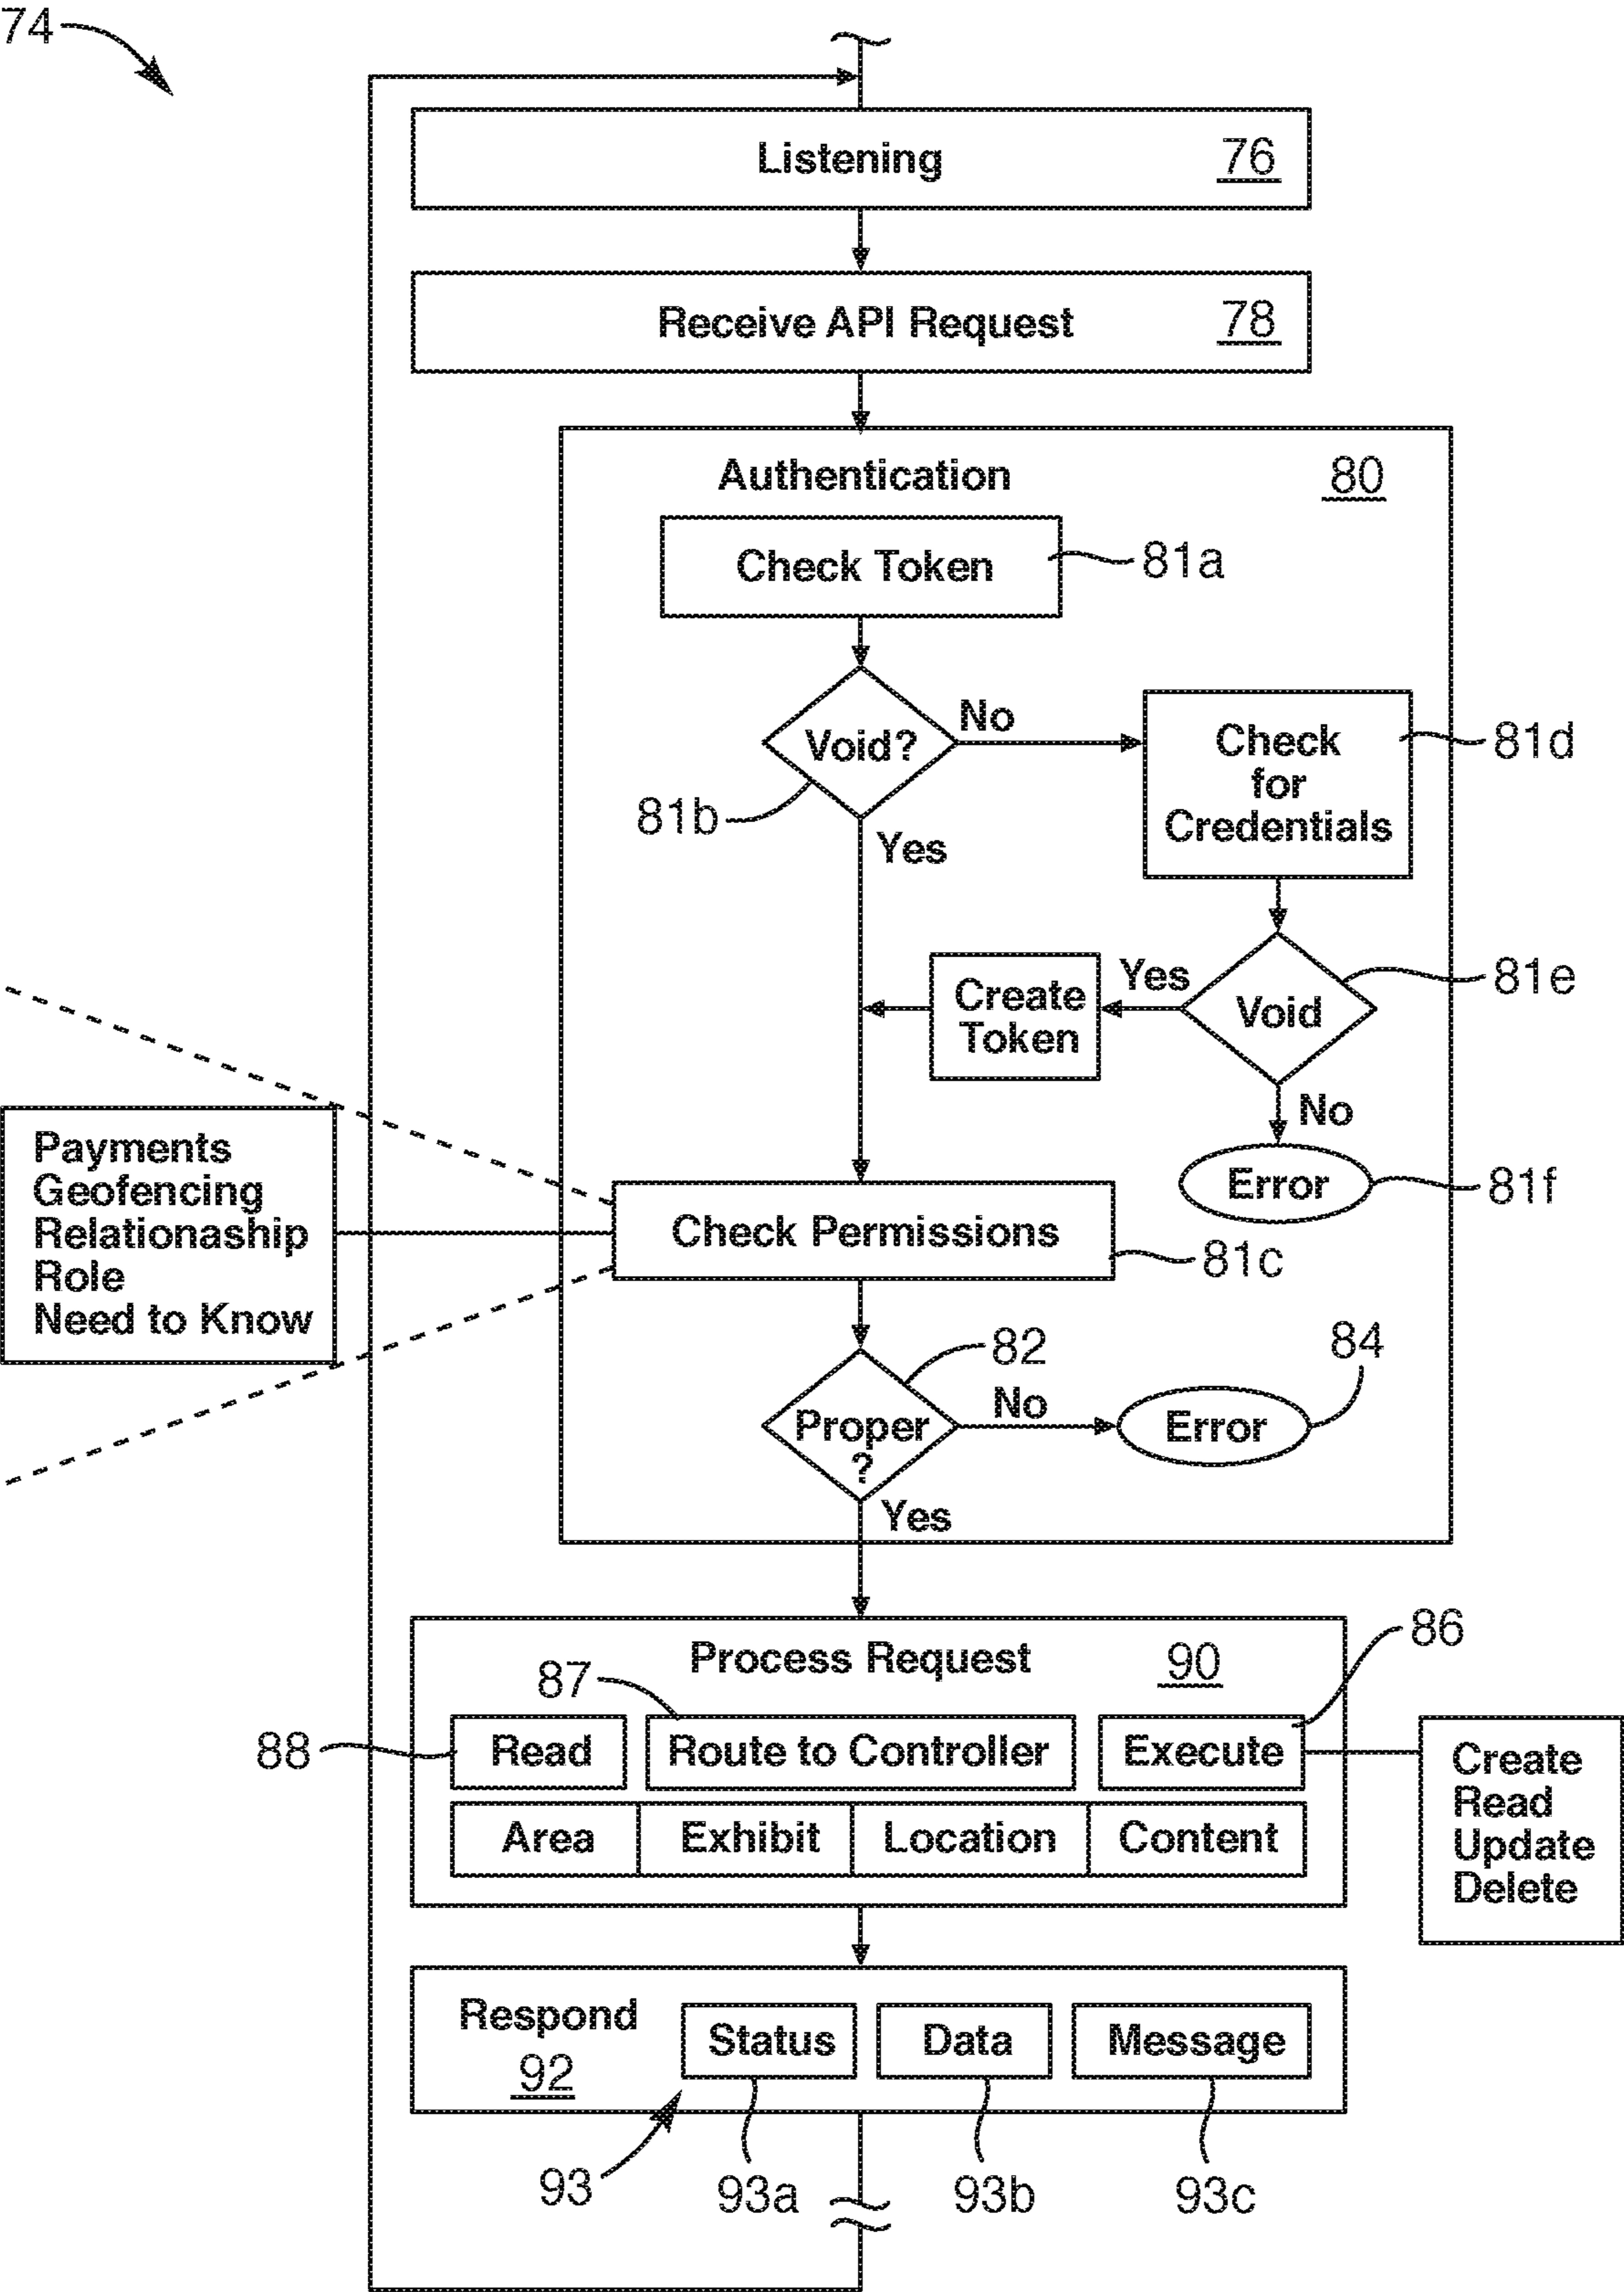 74
Listening 76
Receive API Request 78
Authentication 80
Check Token 81a
Void? No
81b
Yes
Check 81d
for
Credentials
Void 81e
Yes
Create
Token
No
Error 81f
Payments
Geofencing
Relationaship
Role
Need to Know
Check Permissions 81c
82
Proper
?
No
Error 84
Yes
Process Request 90
86
87
88 Read Route to Controller Execute
Area Exhibit Location Content
Create
Read
Update
Delete
Respond
92
Status Data Message
93 93a 93b 93c